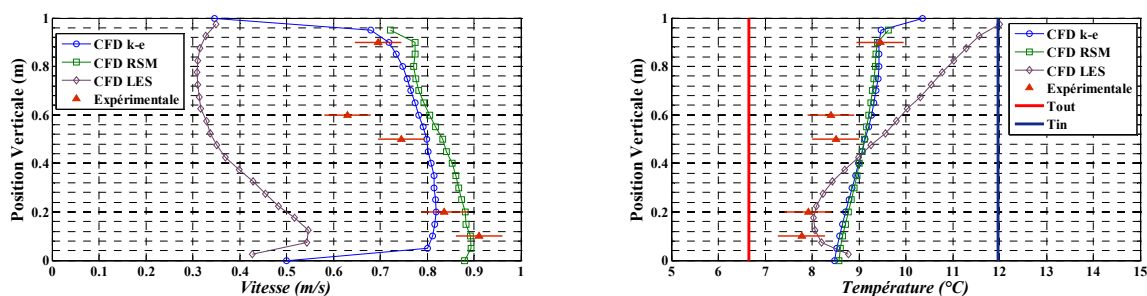 Position Verticale (m)
1
0.8
0.6
0.4
0.2
0
CFD k-e
CFD RSM
CFD LES
Expérimentale
0 0.1 0.2 0.3 0.4 0.5 0.6 0.7 0.8 0.9 1
Vitesse (m/s)
Position Verticale (m)
1
0.8
0.6
0.4
0.2
0
CFD k-e
CFD RSM
CFD LES
Expérimentale
Tout
Tin
5 6 7 8 9 10 11 12 13 14 15
Température (°C)